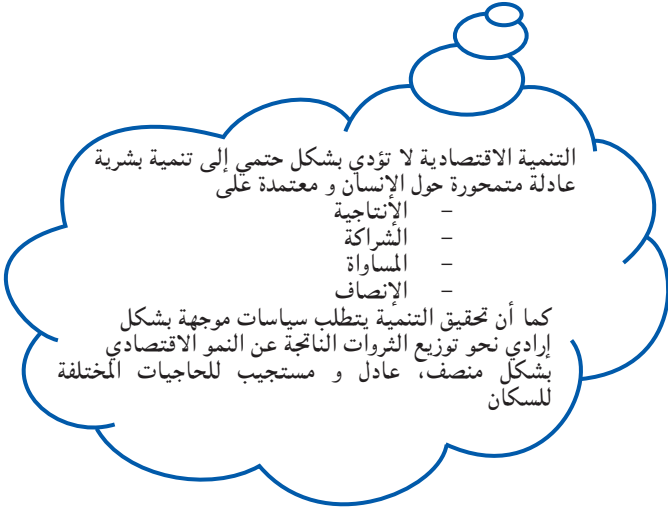 التنمية الاقتصادية لا تؤدي بشكل حتمي إلى تنمية بشرية
عادلة متمحورة حول الإنسان و معتمدة على
- الإنتاجية
- الشراكة
- المساواة
- الإنصاف
كما أن تحقيق التنمية يتطلب سياسات موجهة بشكل
إرادي نحو توزيع الثروات الناتجة عن النمو الاقتصادي
بشكل منصف، عادل و مستجيب للحاجيات المختلفة
للسكان